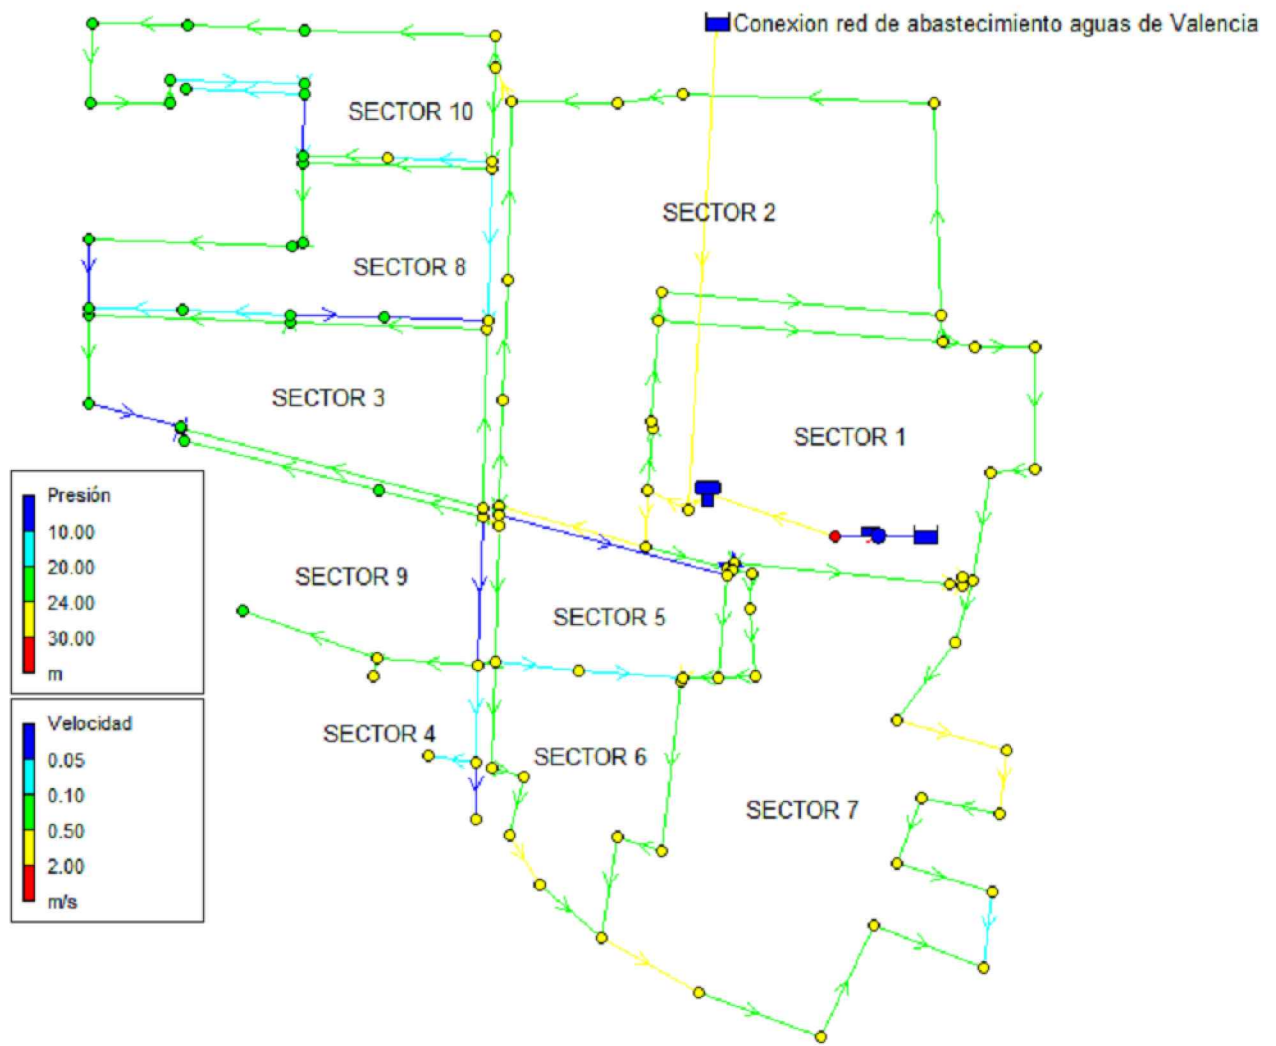 Conexion red de abastecimiento aguas de Valencia
SECTOR 10
SECTOR 2
SECTOR 8
SECTOR 3
SECTOR 1
Presión
10.00
20.00
24.00
30.00
m
SECTOR 9
SECTOR 5
Velocidad
0.05
0.10
0.50
2.00
m/s
SECTOR 4
SECTOR 6
SECTOR 7